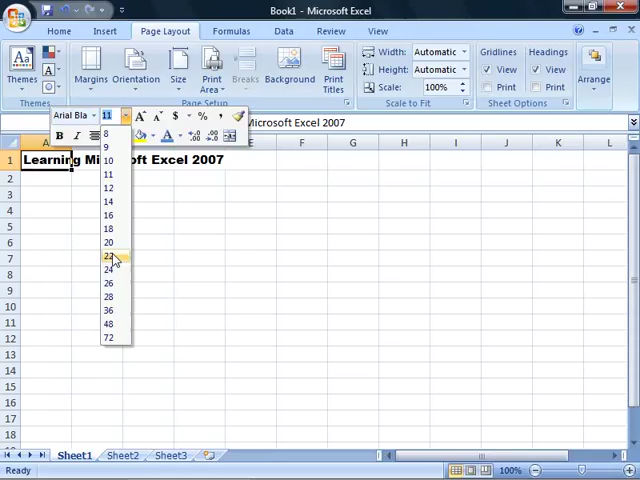 Book1 - Microsoft Excel
Home Insert Page Layout Formulas Data Review View
Themes Margins Orientation Size Print Area Breaks Background Print Titles Width: Automatic Gridlines Headings Arrange
Height: Automatic View View
Scale: 100% Print Print
Themes Page Setup Scale to Fit Sheet Options
Arial Bla 11 A A $ % ,
B I A
Microsoft Excel 2007
A E F G H I J K L
1 Learning Microsoft Excel 2007
2
3
4
5
6
7
8
9
10
11
12
13
14
15
16
17
18
8
9
10
11
12
14
16
18
20
22
24
26
28
36
48
72
Sheet1 Sheet2 Sheet3
Ready 100%